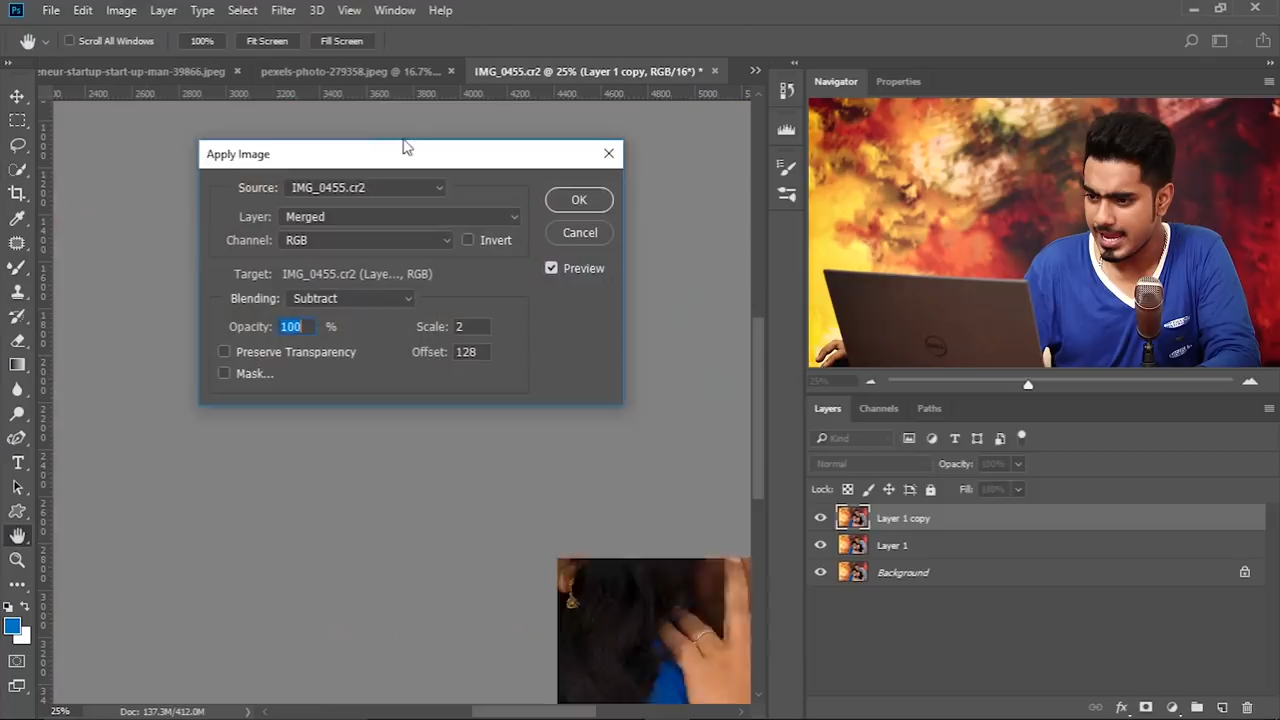 Ps File Edit Image Layer Type Select Filter 3D View Window Help
Scroll All Windows 100% Fit Screen Fill Screen
eneur-startup-start-up-man-39866.jpeg × pexels-photo-279358.jpeg @ 16.7%... × IMG_0455.cr2 @ 25% (Layer 1 copy, RGB/16*) * ×
2400 2600 2800 3000 3200 3400 3600 3800 4000 4200 4400 4600 4800 5000
Apply Image
Source: IMG_0455.cr2
Layer: Merged
Channel: RGB Invert
Target: IMG_0455.cr2 (Laye..., RGB)
Blending: Subtract
Opacity: 100 % Scale: 2
Preserve Transparency Offset: 128
Mask...
OK
Cancel
Preview
Navigator Properties
DELL
25%
Layers Channels Paths
Kind
Normal Opacity: 100%
Lock: Fill: 100%
Layer 1 copy
Layer 1
Background
25% Doc: 137.3M/412.0M